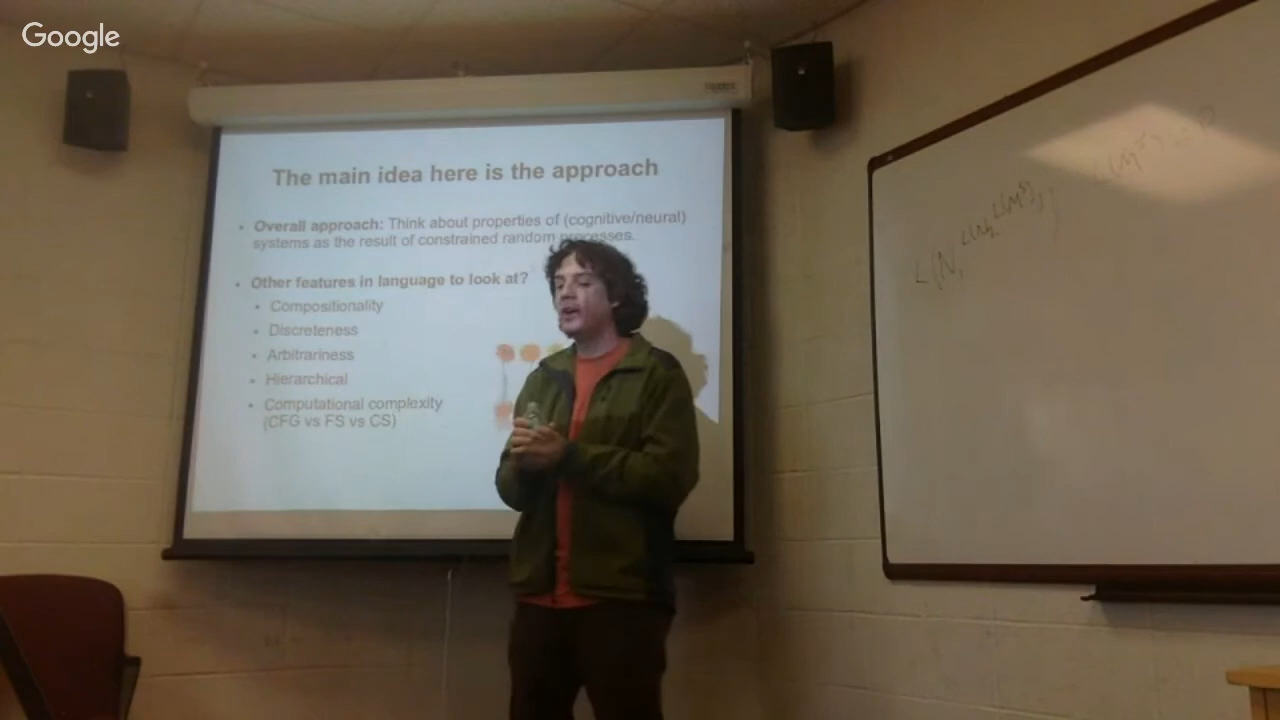 Google
The main idea here is the approach
• Overall approach: Think about properties of (cognitive/neural)
systems as the result of constrained random processes.
• Other features in language to look at?
• Compositionality
• Discreteness
• Arbitrariness
• Hierarchical
• Computational complexity
(CFG vs FS vs CS)